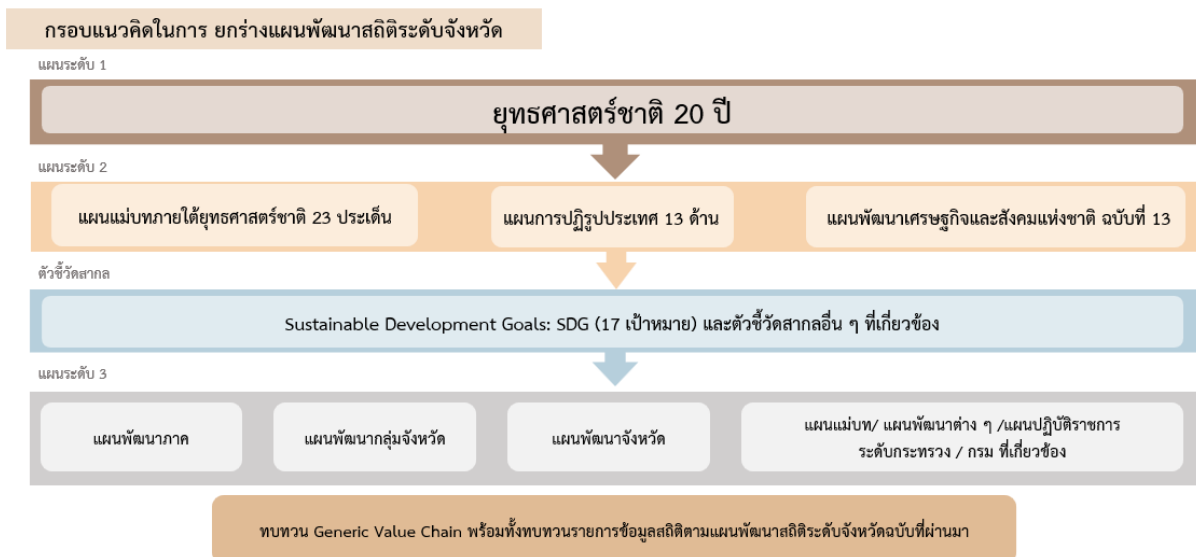 กรอบแนวคิดในการ ยกร่างแผนพัฒนาสถิติระดับจังหวัด
แผนระดับ 1
ยุทธศาสตร์ชาติ 20 ปี
แผนระดับ 2
แผนแม่บทภายใต้ยุทธศาสตร์ชาติ 23 ประเด็น
แผนการปฏิรูปประเทศ 13 ด้าน
แผนพัฒนาเศรษฐกิจและสังคมแห่งชาติ ฉบับที่ 13
ตัวชี้วัดสากล
Sustainable Development Goals: SDG (17 เป้าหมาย) และตัวชี้วัดสากลอื่น ๆ ที่เกี่ยวข้อง
แผนระดับ 3
แผนพัฒนาภาค
แผนพัฒนากลุ่มจังหวัด
แผนพัฒนาจังหวัด
แผนแม่บท/ แผนพัฒนาต่าง ๆ /แผนปฏิบัติราชการ
ระดับกระทรวง / กรม ที่เกี่ยวข้อง
ทบทวน Generic Value Chain พร้อมทั้งทบทวนรายการข้อมูลสถิติตามแผนพัฒนาสถิติระดับจังหวัดฉบับที่ผ่านมา